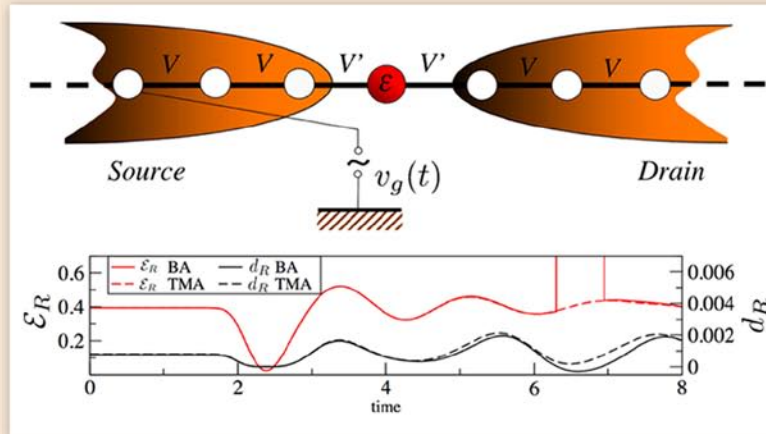 V V V' V' V V
ε
Source Drain
~ v_g(t)
ε_R BA d_R BA
ε_R TMA d_R TMA
0.6 0.006
0.4 0.004
0.2 0.002
0
ε_R d_R
0 2 4 6 8
time